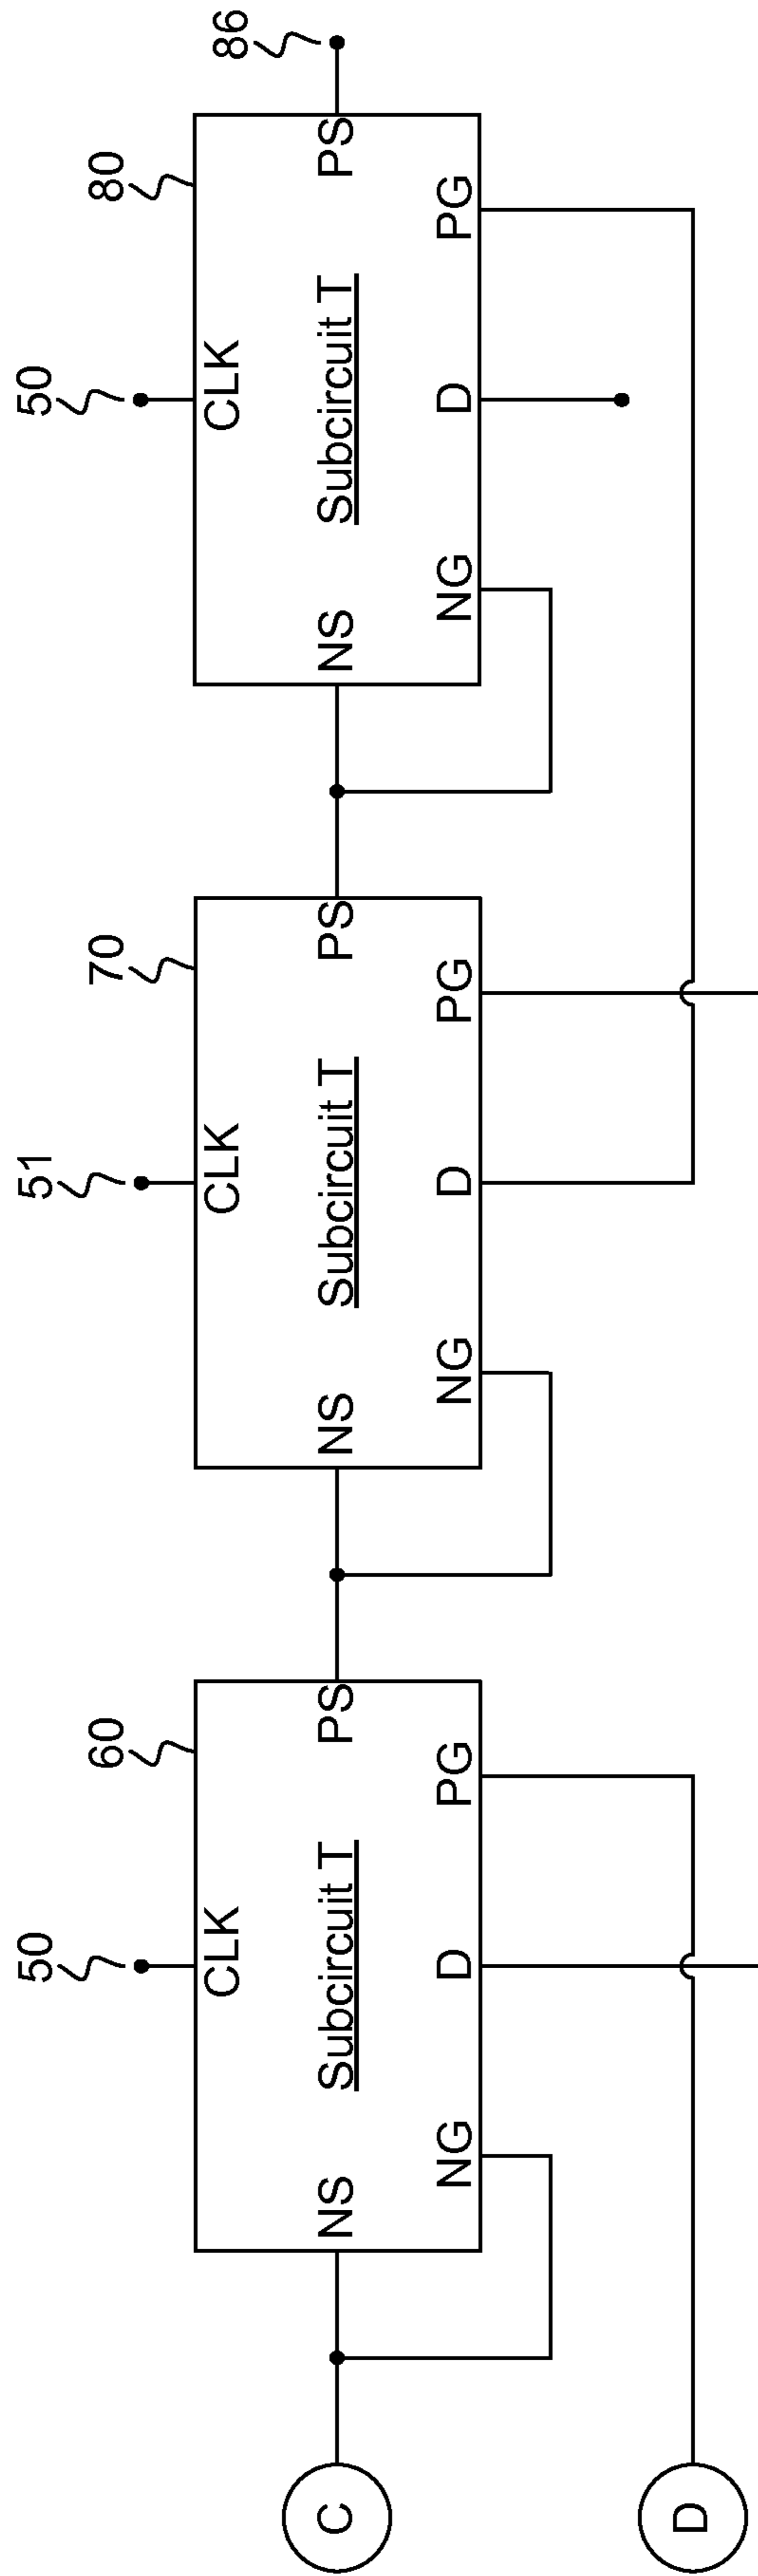 50
60
CLK
NS
Subcircuit T
PS
NG
D
PG
51
70
CLK
NS
Subcircuit T
PS
NG
D
PG
50
80
CLK
NS
Subcircuit T
PS
NG
D
PG
86
C
D